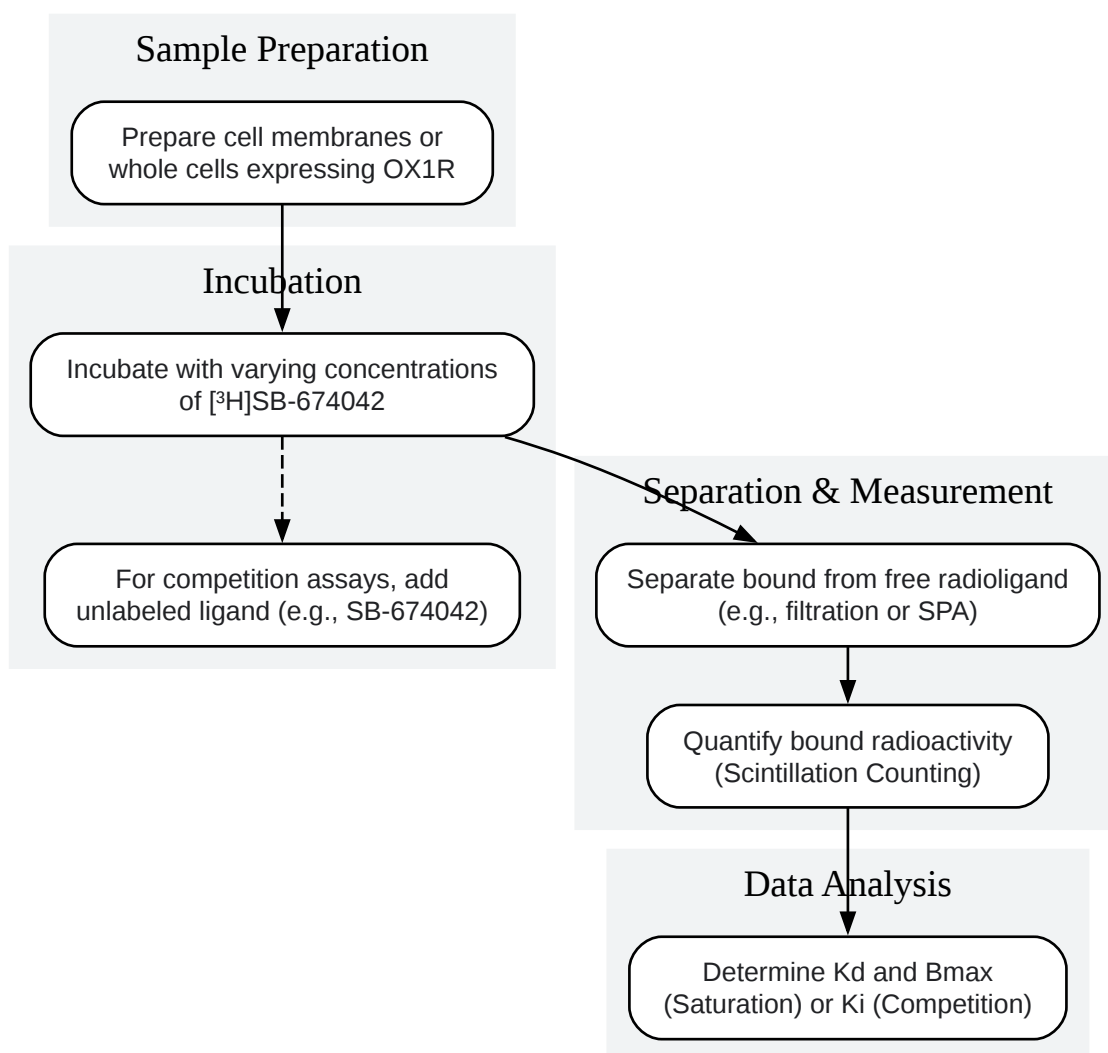 Sample Preparation
Prepare cell membranes or
whole cells expressing OX1R
Incubation
Incubate with varying concentrations
of [³H]SB-674042
For competition assays, add
unlabeled ligand (e.g., SB-674042)
Separation & Measurement
Separate bound from free radioligand
(e.g., filtration or SPA)
Quantify bound radioactivity
(Scintillation Counting)
Data Analysis
Determine Kd and Bmax
(Saturation) or Ki (Competition)